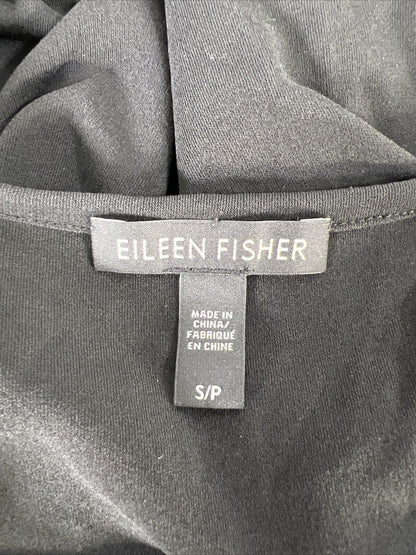 EILEEN FISHER
MADE IN
CHINA/
FABRIQUÉ
EN CHINE
S/P